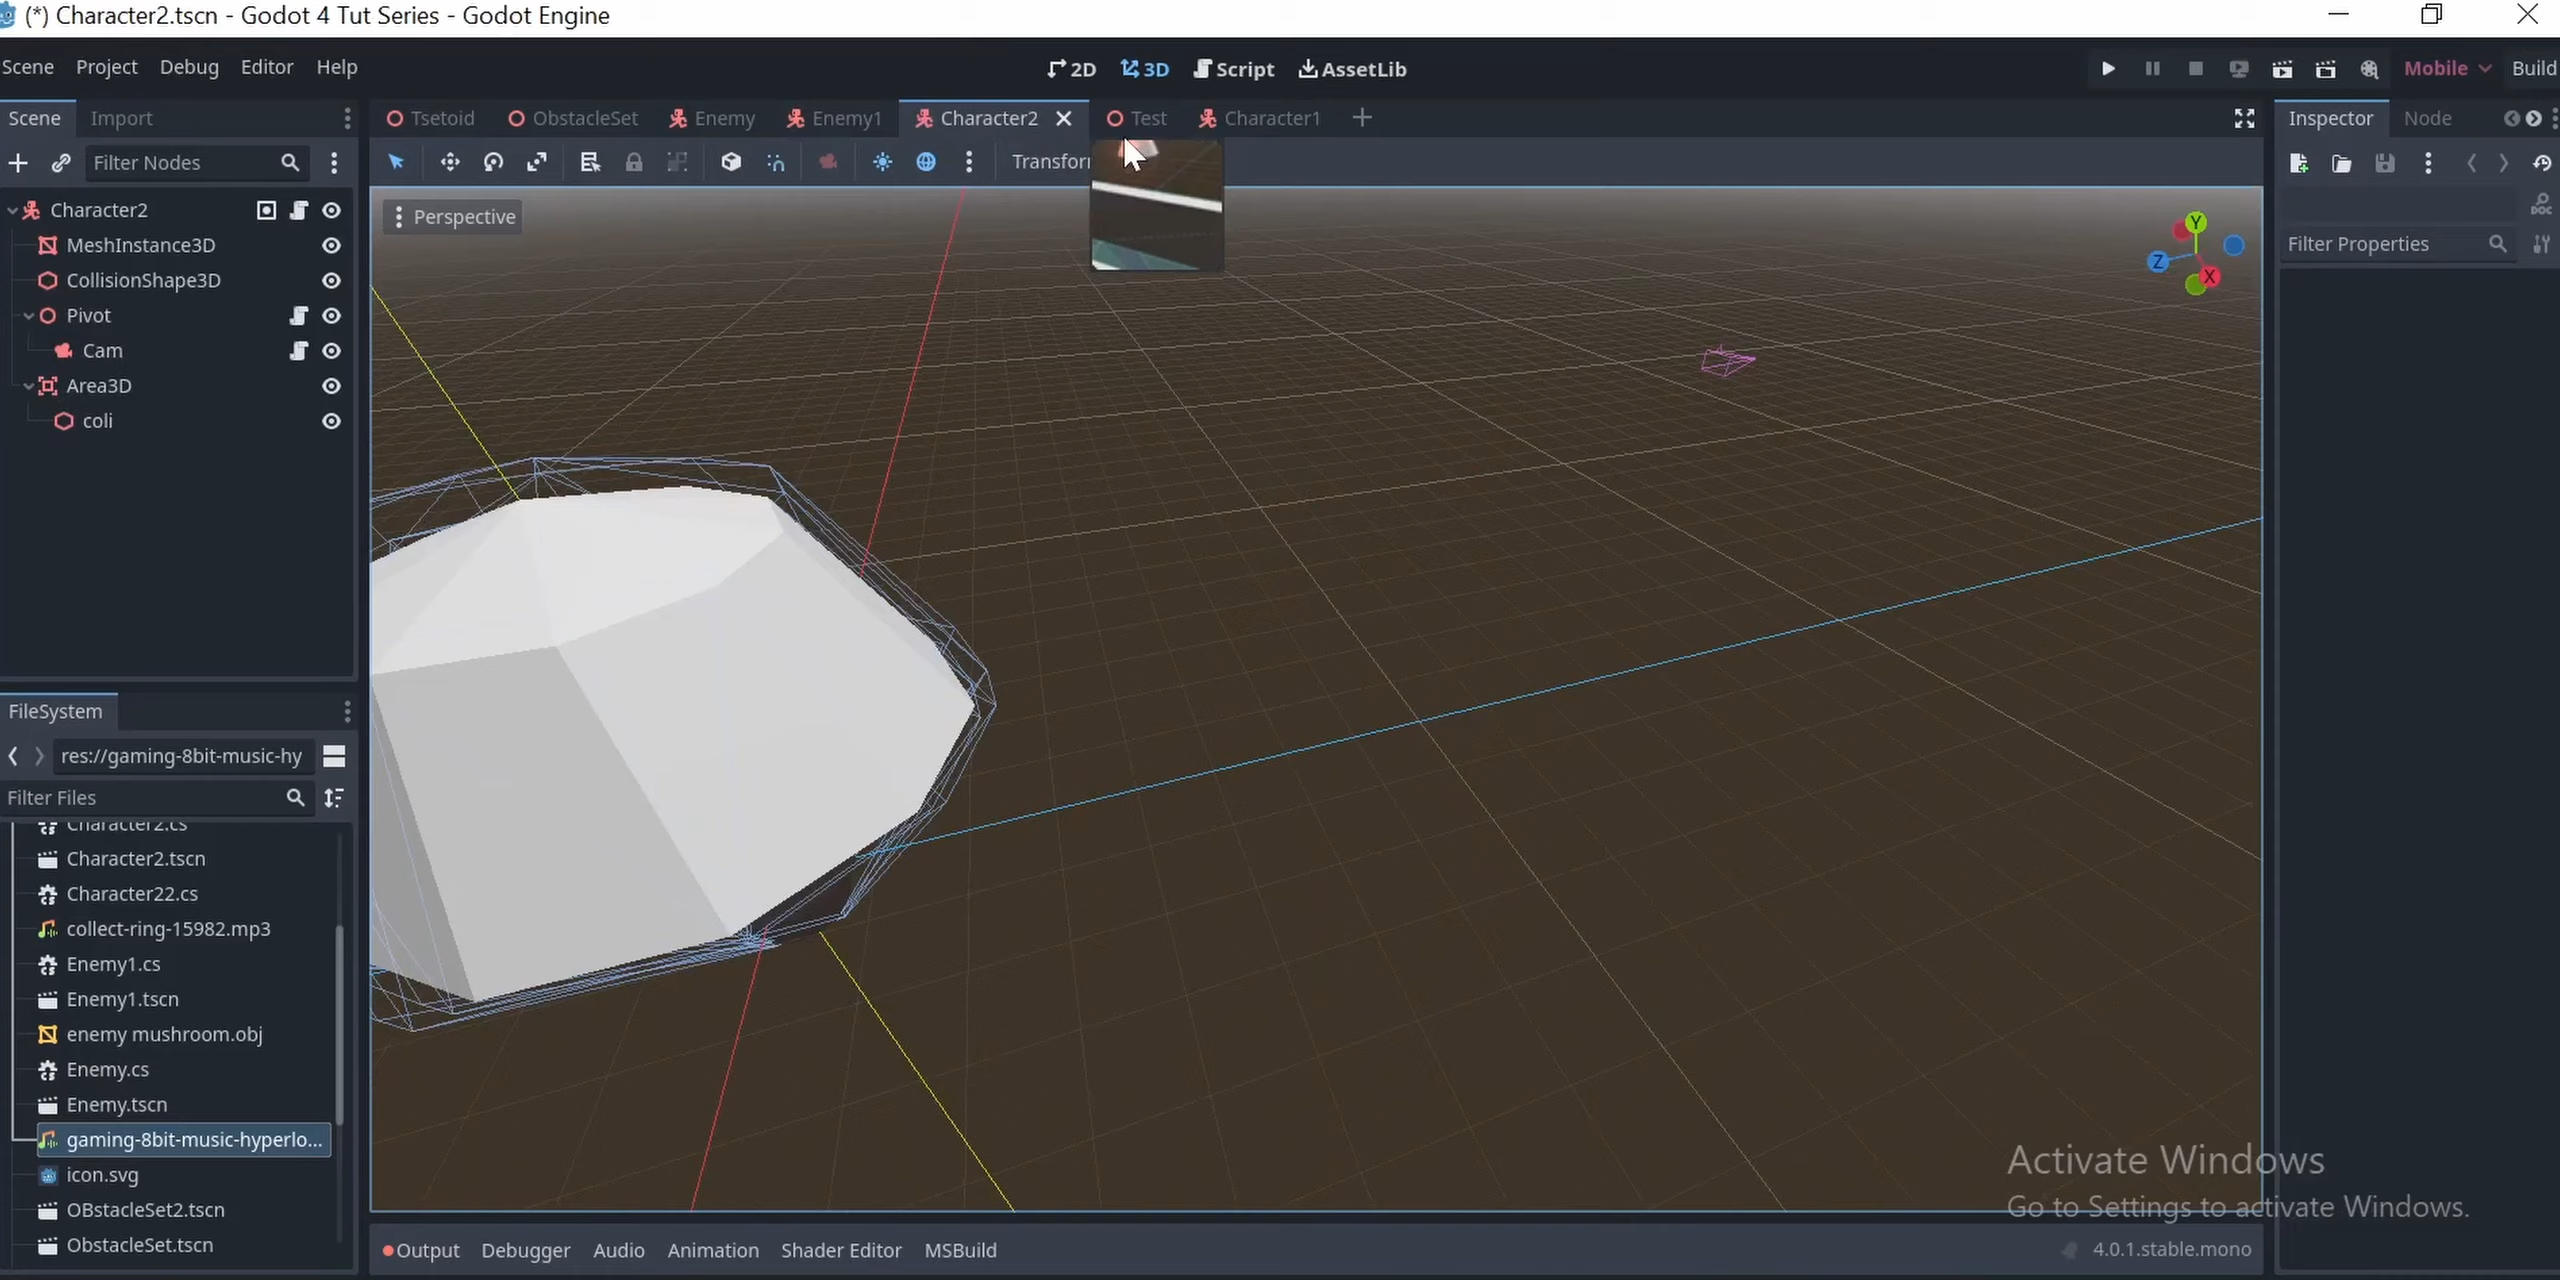 (*) Character2.tscn - Godot 4 Tut Series - Godot Engine
Scene Project Debug Editor Help
2D 3D Script AssetLib
Mobile Build
Scene Import
Tsetoid ObstacleSet Enemy Enemy1 Character2 Test Character1
Inspector Node
Filter Nodes
Transform
Character2
MeshInstance3D
CollisionShape3D
Pivot
Cam
Area3D
coli
Perspective
Y
Z
X
DOC
Filter Properties
FileSystem
res://gaming-8bit-music-hy
Filter Files
Character2.cs
Character2.tscn
Character22.cs
collect-ring-15982.mp3
Enemy1.cs
Enemy1.tscn
enemy mushroom.obj
Enemy.cs
Enemy.tscn
gaming-8bit-music-hyperlo...
icon.svg
OBstacleSet2.tscn
ObstacleSet.tscn
Activate Windows
Go to Settings to activate Windows.
Output Debugger Audio Animation Shader Editor MSBuild
4.0.1.stable.mono